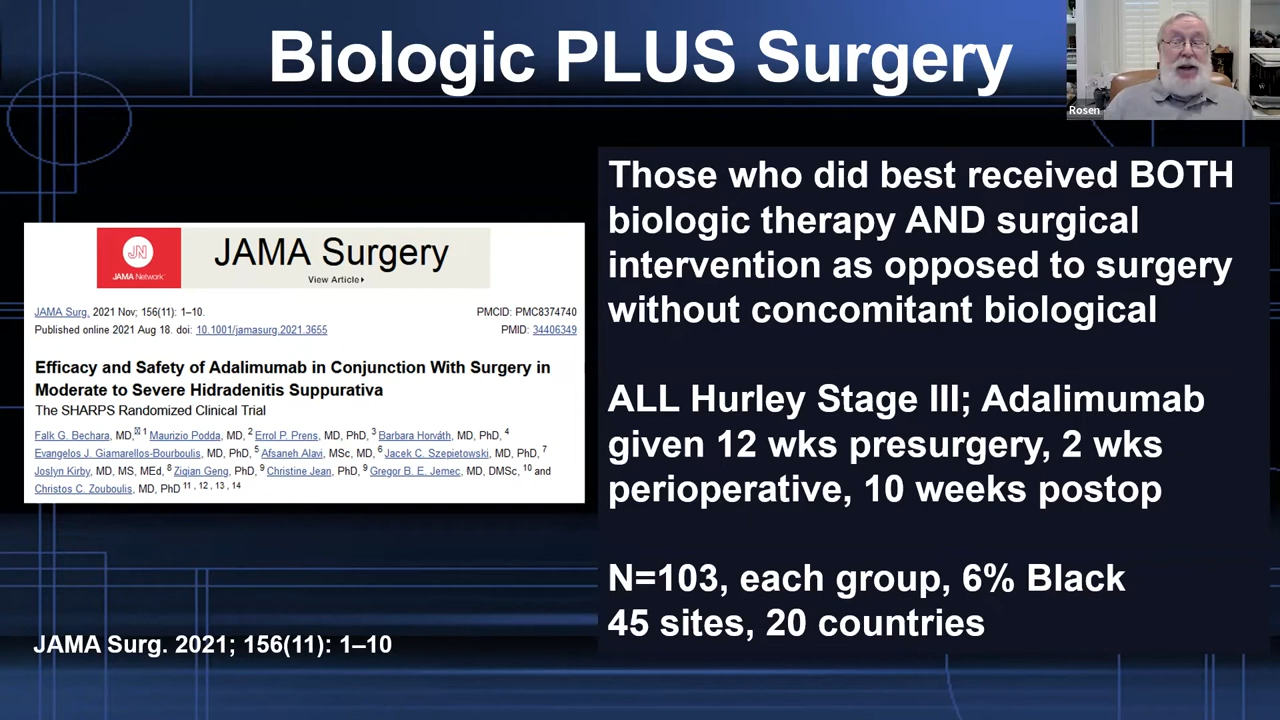 Biologic PLUS Surgery
Rosen
JAMA Network
JAMA Surgery
View Article
JAMA Surg. 2021 Nov; 156(11): 1–10.
PMCID: PMC8374740
Published online 2021 Aug 18. doi: 10.1001/jamasurg.2021.3655
PMID: 34406349
Efficacy and Safety of Adalimumab in Conjunction With Surgery in
Moderate to Severe Hidradenitis Suppurativa
The SHARPS Randomized Clinical Trial
Falk G. Bechara, MD, 1 Maurizio Podda, MD, 2 Errol P. Prens, MD, PhD, 3 Barbara Horváth, MD, PhD, 4
Evangelos J. Giamarellos-Bourboulis, MD, PhD, 5 Afsaneh Alavi, MSc, MD, 6 Jacek C. Szepietowski, MD, PhD, 7
Joslyn Kirby, MD, MS, MEd, 8 Ziqian Geng, PhD, 9 Christine Jean, PhD, 9 Gregor B. E. Jemec, MD, DMSc, 10 and
Christos C. Zouboulis, MD, PhD 11 , 12 , 13 , 14
Those who did best received BOTH
biologic therapy AND surgical
intervention as opposed to surgery
without concomitant biological
ALL Hurley Stage III; Adalimumab
given 12 wks presurgery, 2 wks
perioperative, 10 weeks postop
N=103, each group, 6% Black
45 sites, 20 countries
JAMA Surg. 2021; 156(11): 1–10